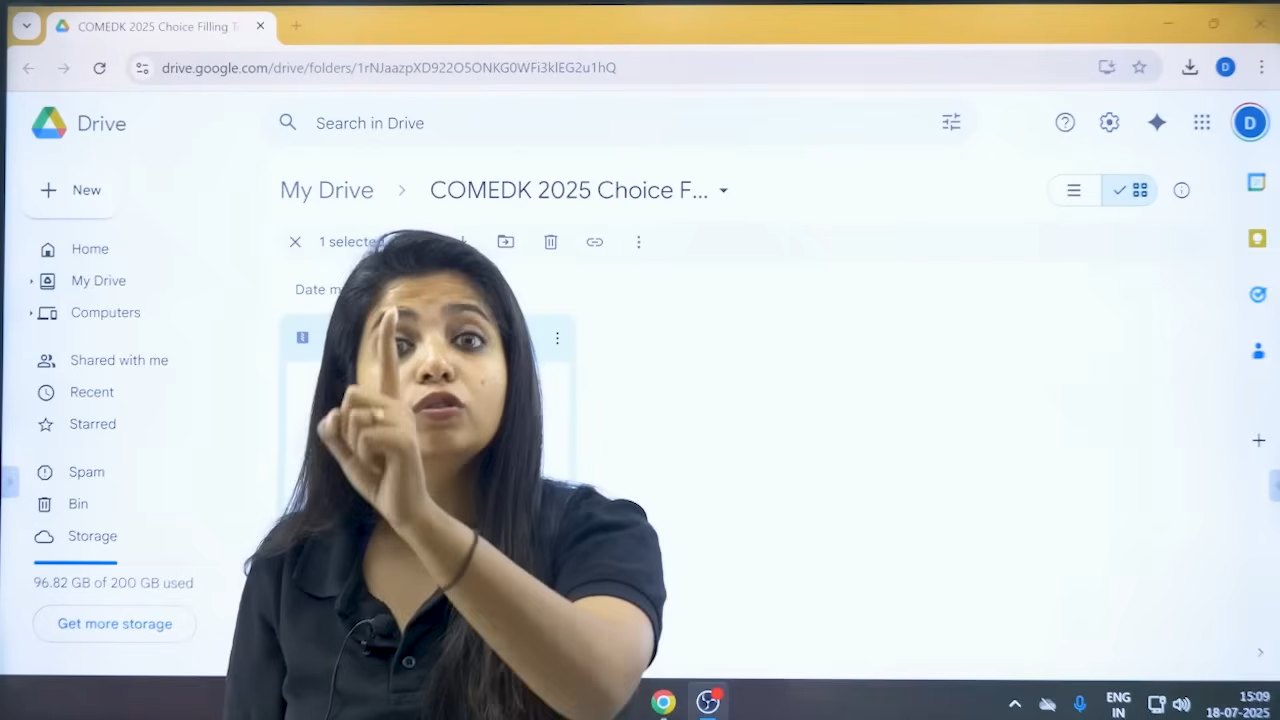 COMEDK 2025 Choice Filling
drive.google.com/drive/folders/1rNJaazpXD922O5ONKG0WFi3klEG2u1hQ
D
Drive
Search in Drive
D
New
My Drive
COMEDK 2025 Choice F...
1 selected
Home
Date
My Drive
Computers
Shared with me
Recent
Starred
Spam
Bin
Storage
96.82 GB of 200 GB used
Get more storage
ENG
IN
15:09
18-07-2025